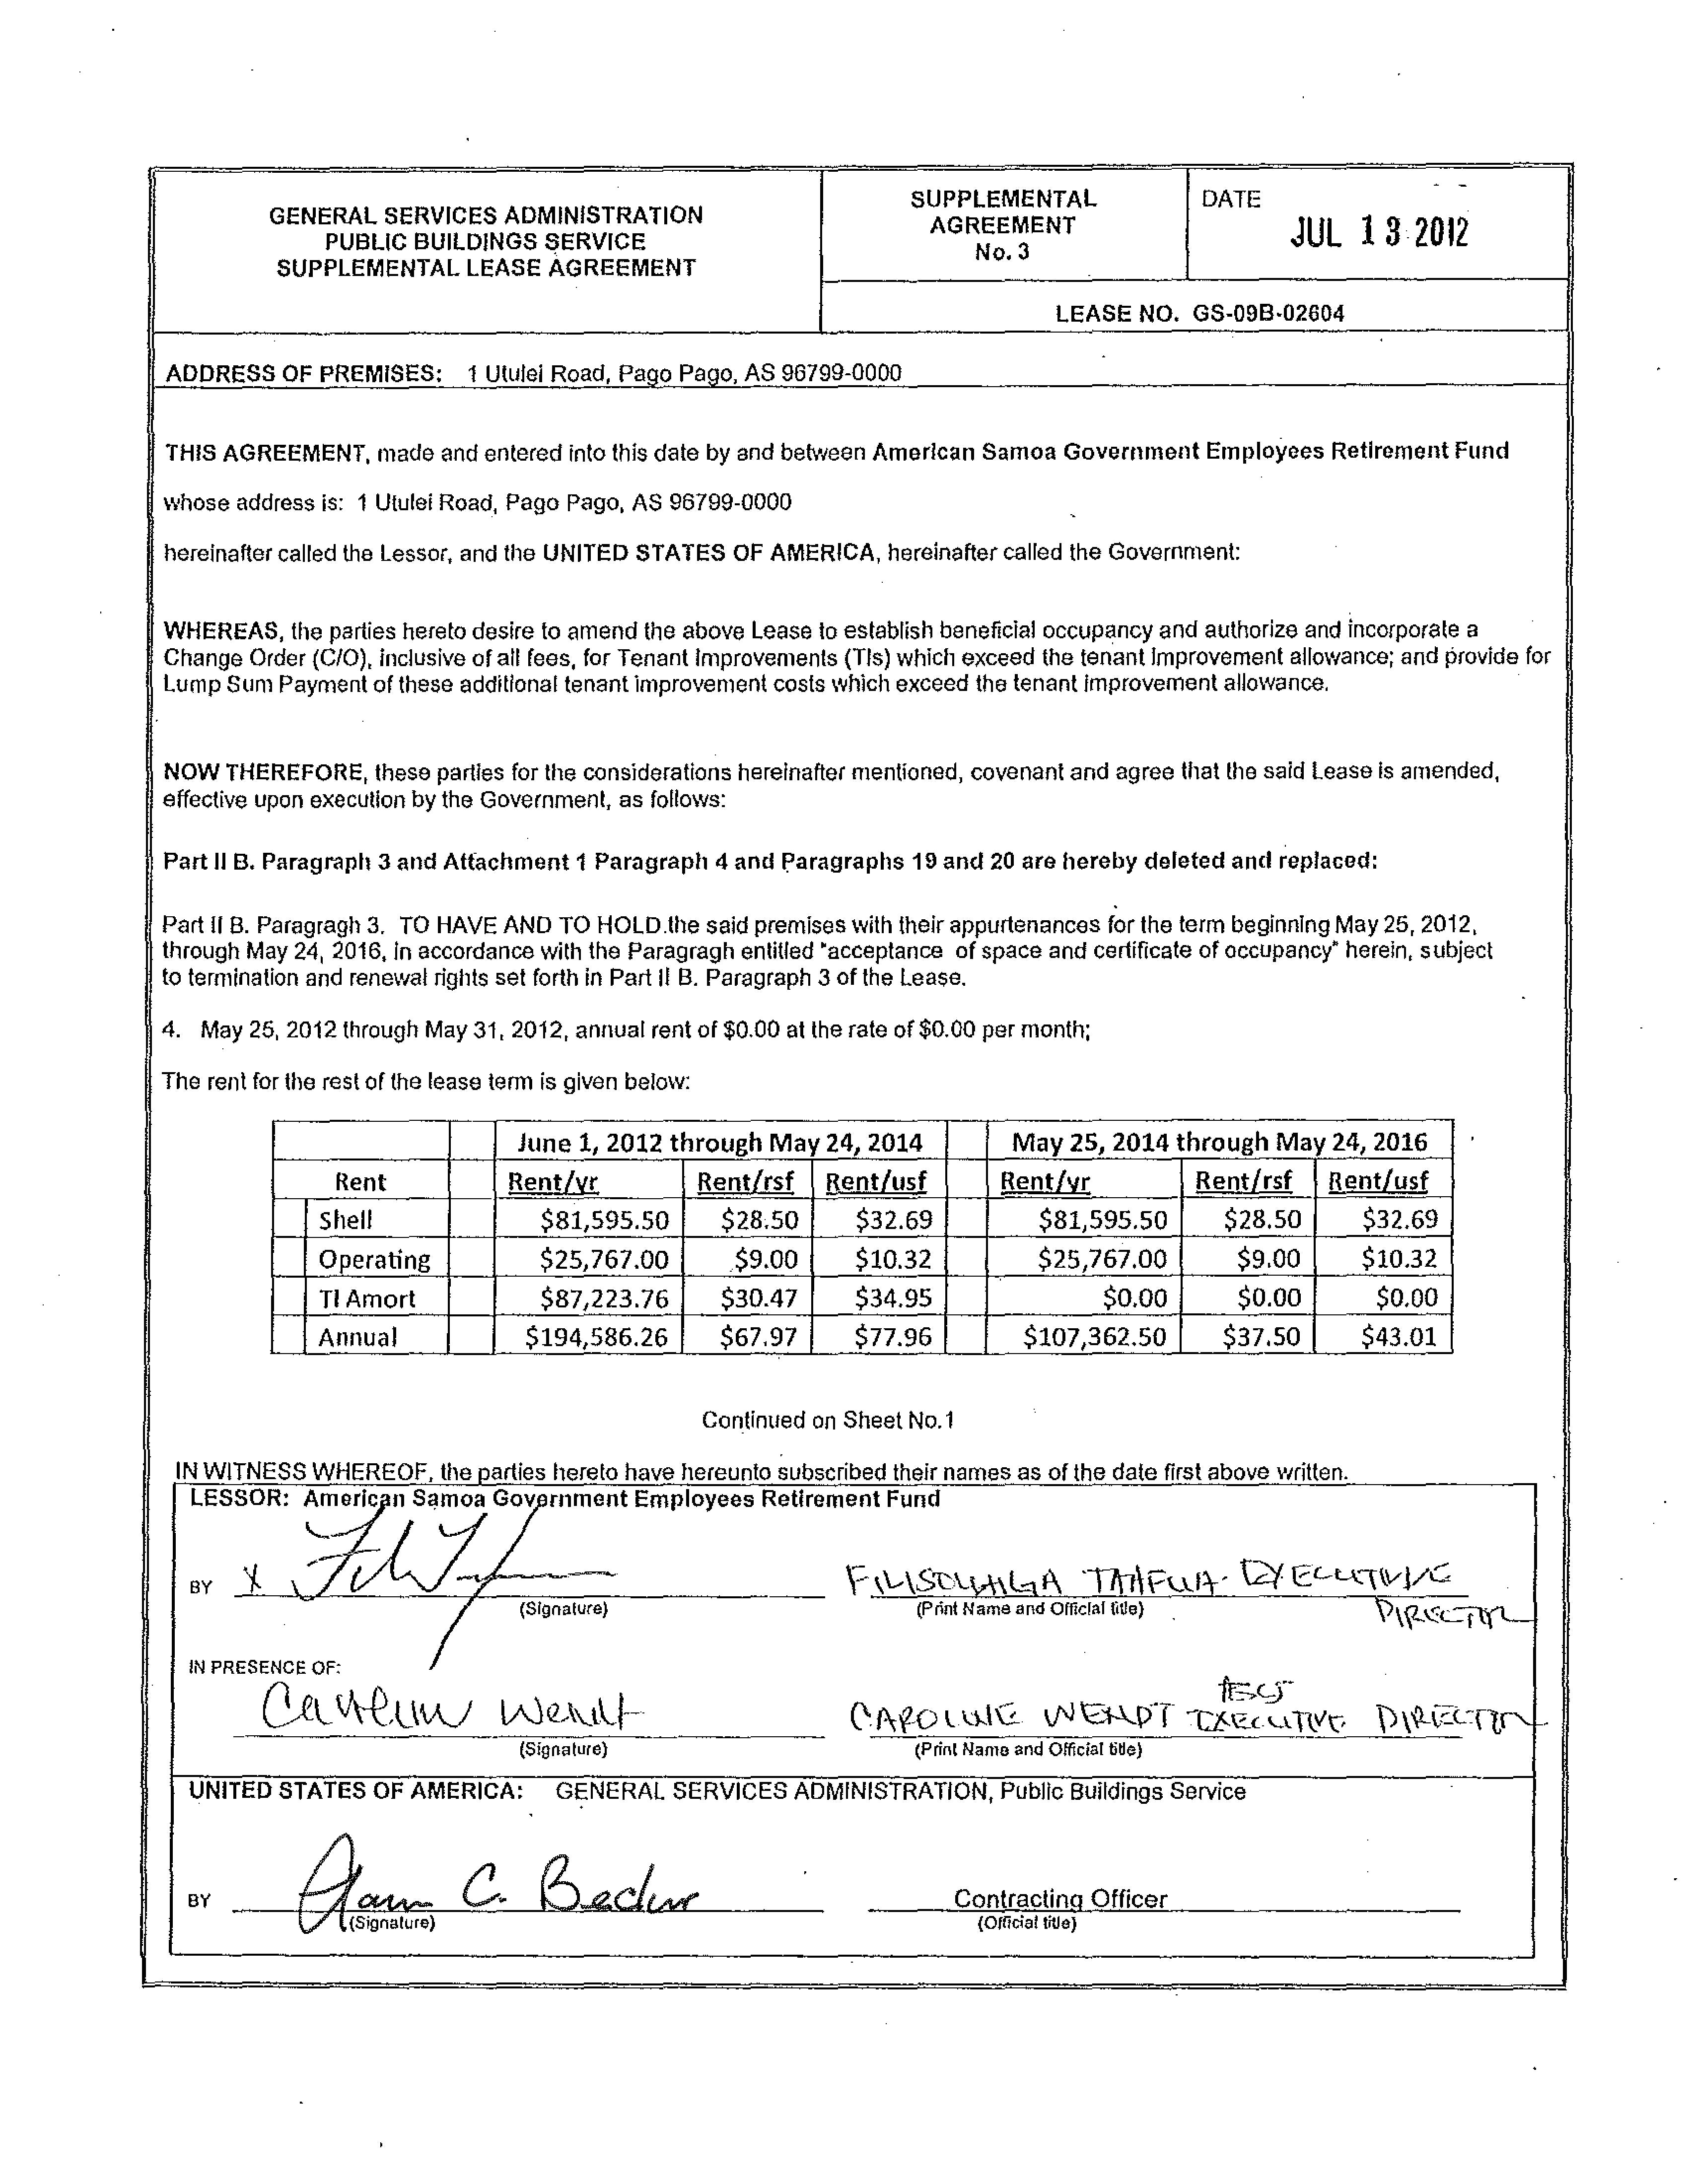 GENERAL SERVICES ADMINISTRATION
PUBLIC BUILDINGS SERVICE
SUPPLEMENTAL LEASE AGREEMENT
SUPPLEMENTAL
AGREEMENT
No. 3
DATE
JUL 13 2012
LEASE NO. GS-09B-02604
ADDRESS OF PREMISES: 1 Utulei Road, Pago Pago, AS 96799-0000
THIS AGREEMENT, made and entered into this date by and between American Samoa Government Employees Retirement Fund
whose address is: 1 Utulei Road, Pago Pago, AS 96799-0000
hereinafter called the Lessor, and the UNITED STATES OF AMERICA, hereinafter called the Government:
WHEREAS, the parties hereto desire to amend the above Lease to establish beneficial occupancy and authorize and incorporate a
Change Order (C/O), inclusive of all fees, for Tenant Improvements (TIs) which exceed the tenant improvement allowance; and provide for
Lump Sum Payment of these additional tenant improvement costs which exceed the tenant improvement allowance.
NOW THEREFORE, these parties for the considerations hereinafter mentioned, covenant and agree that the said Lease is amended,
effective upon execution by the Government, as follows:
Part II B. Paragraph 3 and Attachment 1 Paragraph 4 and Paragraphs 19 and 20 are hereby deleted and replaced:
Part II B. Paragragh 3. TO HAVE AND TO HOLD the said premises with their appurtenances for the term beginning May 25, 2012,
through May 24, 2016, in accordance with the Paragragh entitled "acceptance of space and certificate of occupancy" herein, subject
to termination and renewal rights set forth in Part II B. Paragraph 3 of the Lease.
4. May 25, 2012 through May 31, 2012, annual rent of $0.00 at the rate of $0.00 per month;
The rent for the rest of the lease term is given below:
June 1, 2012 through May 24, 2014 May 25, 2014 through May 24, 2016
Rent Rent/yr Rent/rsf Rent/usf Rent/yr Rent/rsf Rent/usf
Shell $81,595.50 $28.50 $32.69 $81,595.50 $28.50 $32.69
Operating $25,767.00 $9.00 $10.32 $25,767.00 $9.00 $10.32
TI Amort $87,223.76 $30.47 $34.95 $0.00 $0.00 $0.00
Annual $194,586.26 $67.97 $77.96 $107,362.50 $37.50 $43.01
Continued on Sheet No.1
IN WITNESS WHEREOF, the parties hereto have hereunto subscribed their names as of the date first above written.
LESSOR: American Samoa Government Employees Retirement Fund
BY X TAAFUA- EXECUTIVE
(Signature) (Print Name and Official title) DIRECTOR
IN PRESENCE OF:
Wendt CAROLINE WENDT EXECUTIVE DIRECTOR
(Signature) (Print Name and Official title)
UNITED STATES OF AMERICA: GENERAL SERVICES ADMINISTRATION, Public Buildings Service
BY C. Contracting Officer
(Signature) (Official title)